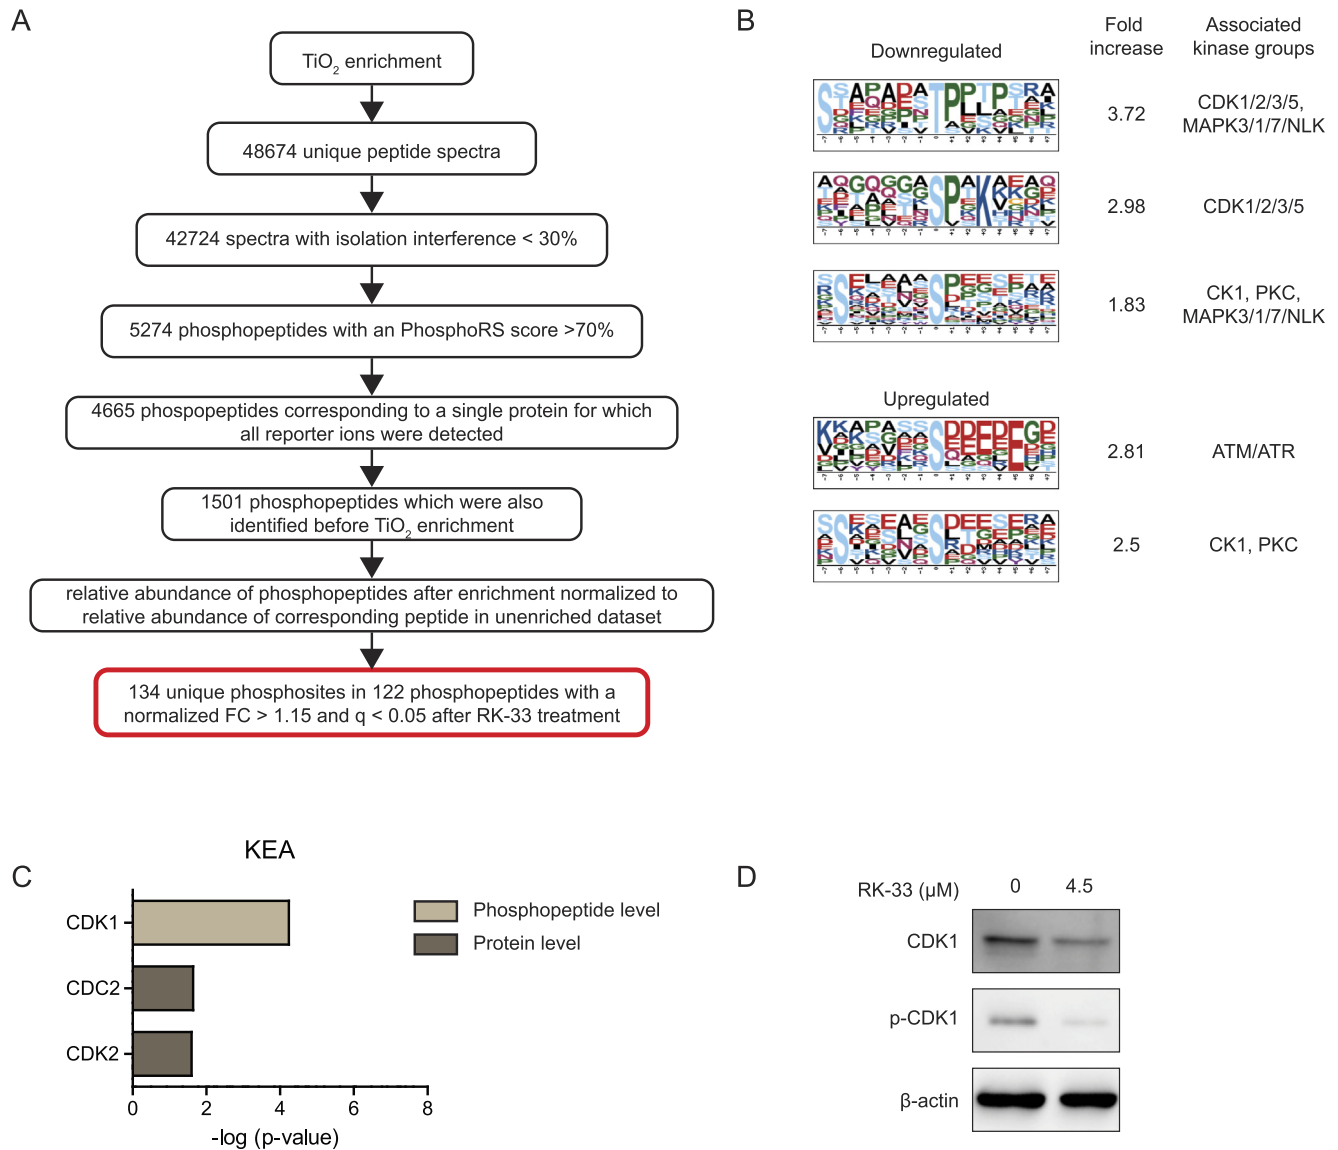 A
TiO2 enrichment
48674 unique peptide spectra
42724 spectra with isolation interference < 30%
5274 phosphopeptides with an PhosphoRS score >70%
4665 phospopeptides corresponding to a single protein for which
all reporter ions were detected
1501 phosphopeptides which were also
identified before TiO2 enrichment
relative abundance of phosphopeptides after enrichment normalized to
relative abundance of corresponding peptide in unenriched dataset
134 unique phosphosites in 122 phosphopeptides with a
normalized FC > 1.15 and q < 0.05 after RK-33 treatment
B
Downregulated
Fold
increase
Associated
kinase groups
3.72
CDK1/2/3/5,
MAPK3/1/7/NLK
2.98
CDK1/2/3/5
1.83
CK1, PKC,
MAPK3/1/7/NLK
Upregulated
2.81
ATM/ATR
2.5
CK1, PKC
C
KEA
CDK1
CDC2
CDK2
0 2 4 6 8
-log (p-value)
Phosphopeptide level
Protein level
D
RK-33 (μM) 0 4.5
CDK1
p-CDK1
β-actin